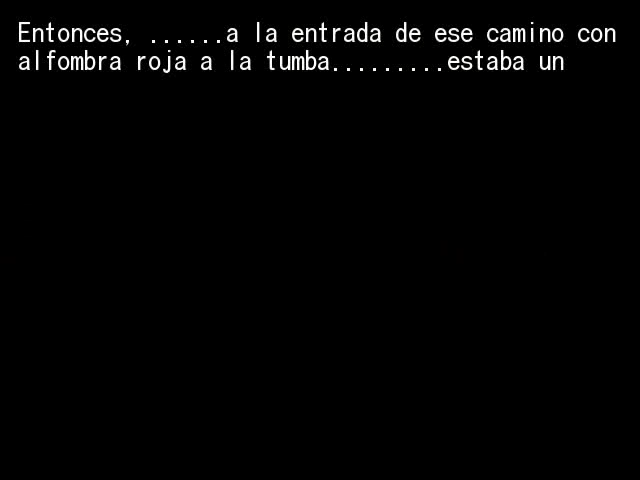 Entonces, ......a la entrada de ese camino con
alfombra roja a la tumba.........estaba un